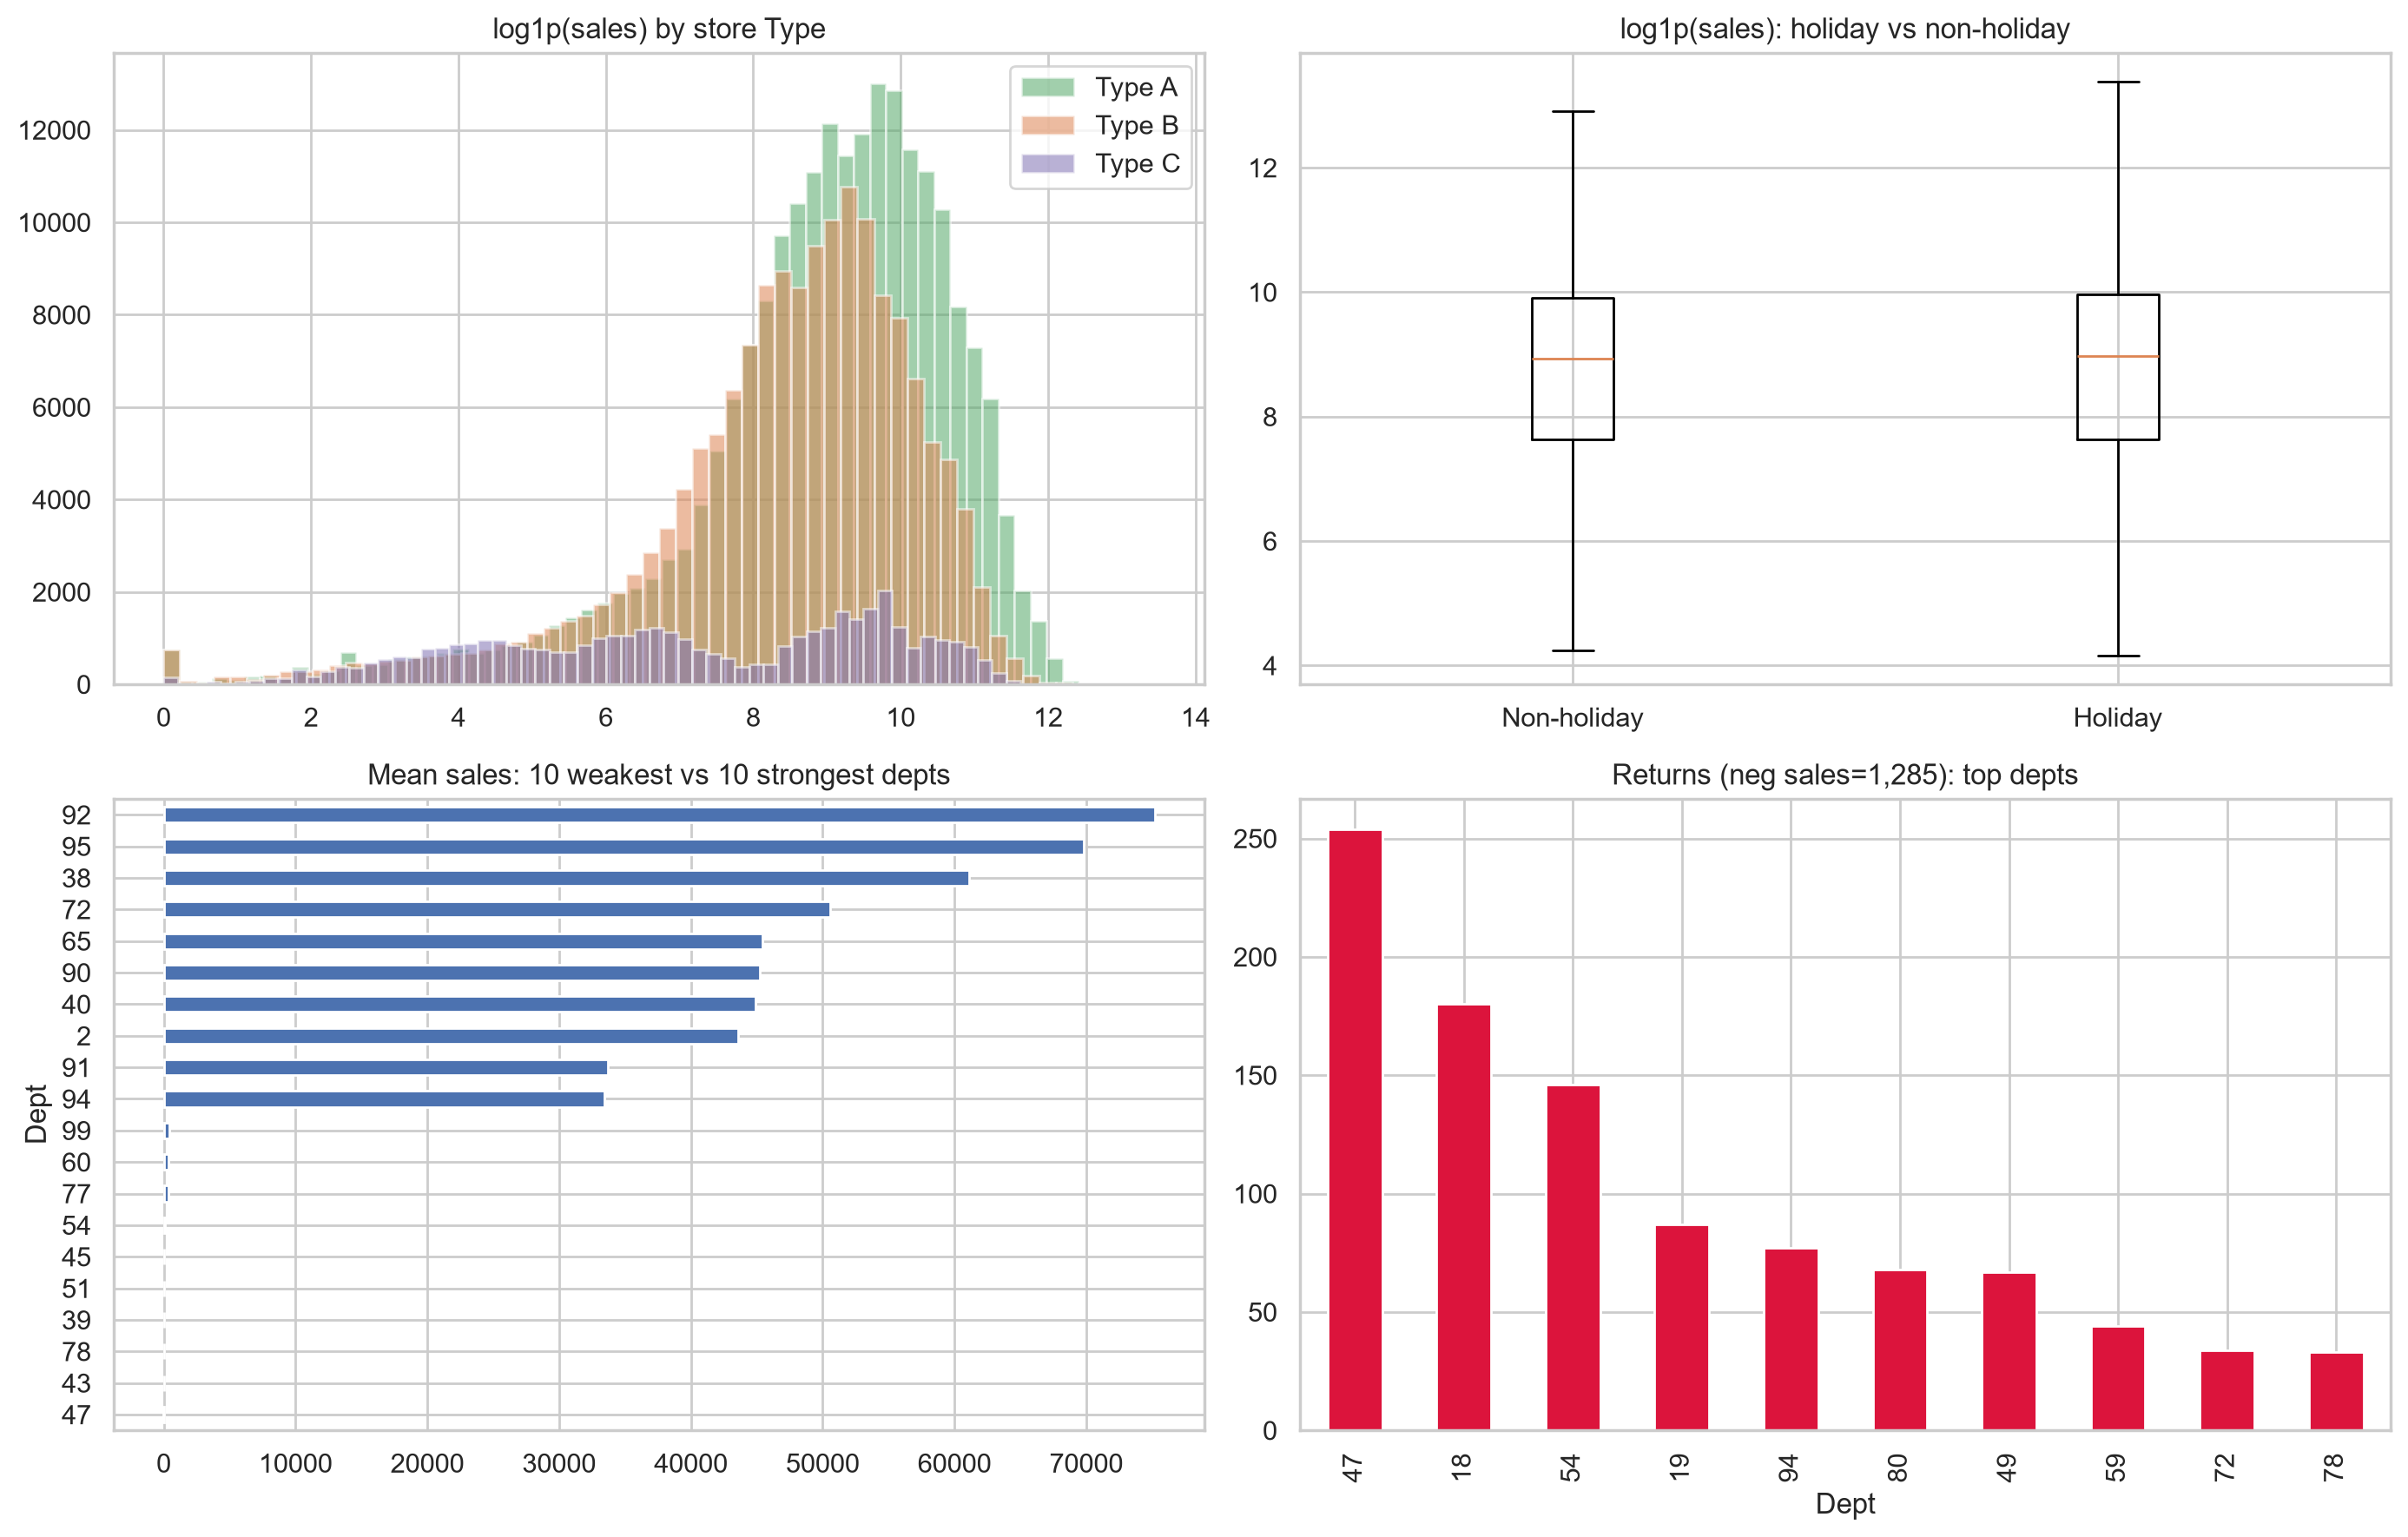 log1p(sales) by store Type
12000
10000
8000
6000
4000
2000
0
Type A
Type B
Type C
0 2 4 6 8 10 12 14
log1p(sales): holiday vs non-holiday
12
10
8
6
4
Non-holiday Holiday
Mean sales: 10 weakest vs 10 strongest depts
Dept
92
95
38
72
65
90
40
2
91
94
99
60
77
54
45
51
39
78
43
47
0 10000 20000 30000 40000 50000 60000 70000
Returns (neg sales=1,285): top depts
250
200
150
100
50
0
47 18 54 19 94 80 49 59 72 78
Dept